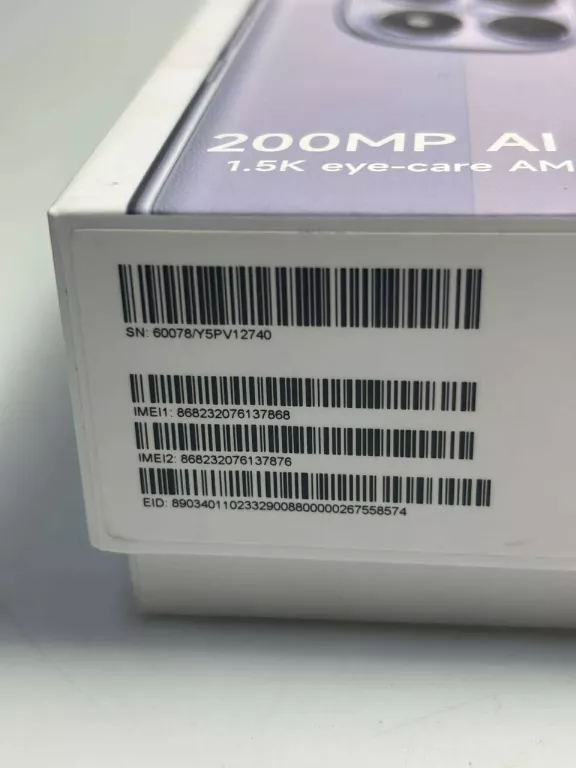 200MP AI
1.5K eye-care AM
SN: 60078/Y5PV12740
IMEI1: 868232076137868
IMEI2: 868232076137876
EID: 89034011023329008800000267558574